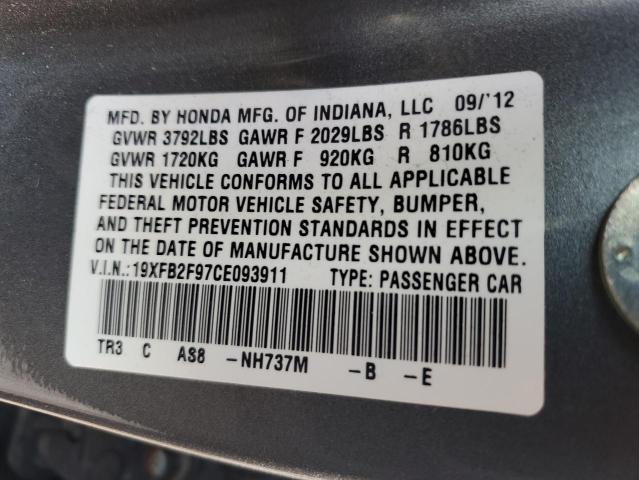 MFD. BY HONDA MFG. OF INDIANA, LLC 09/'12
GVWR 3792LBS GAWR F 2029LBS R 1786LBS
GVWR 1720KG GAWR F 920KG R 810KG
THIS VEHICLE CONFORMS TO ALL APPLICABLE
FEDERAL MOTOR VEHICLE SAFETY, BUMPER,
AND THEFT PREVENTION STANDARDS IN EFFECT
ON THE DATE OF MANUFACTURE SHOWN ABOVE.
V.I.N.: 19XFB2F97CE093911 TYPE: PASSENGER CAR
TR3 C AS8 -NH737M -B -E